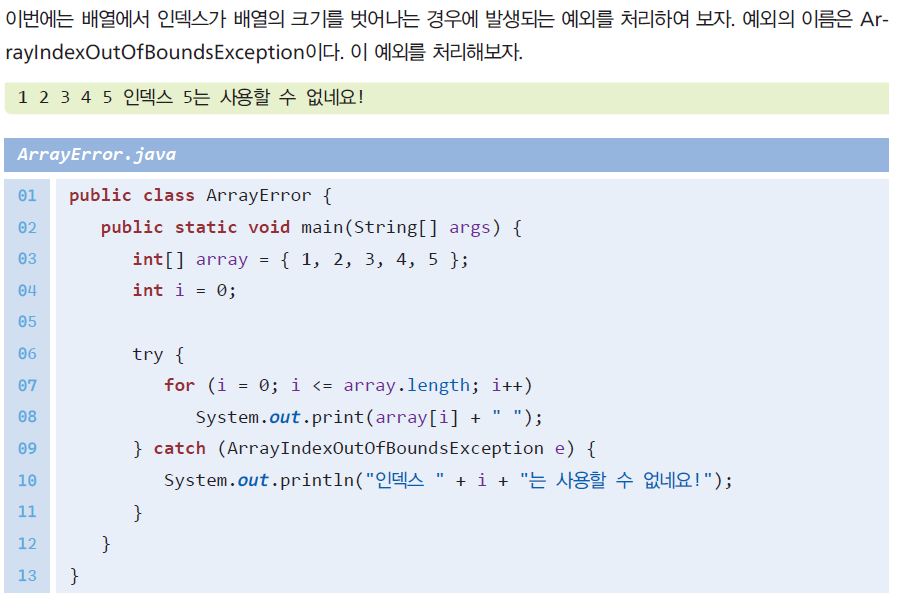 이번에는 배열에서 인덱스가 배열의 크기를 벗어나는 경우에 발생되는 예외를 처리하여 보자. 예외의 이름은 Ar-
rayIndexOutOfBoundsException이다. 이 예외를 처리해보자.
1 2 3 4 5 인덱스 5는 사용할 수 없네요!
ArrayError.java
01 public class ArrayError {
02 public static void main(String[] args) {
03 int[] array = { 1, 2, 3, 4, 5 };
04 int i = 0;
05
06 try {
07 for (i = 0; i <= array.length; i++)
08 System.out.print(array[i] + " ");
09 } catch (ArrayIndexOutOfBoundsException e) {
10 System.out.println("인덱스 " + i + "는 사용할 수 없네요!");
11 }
12 }
13 }